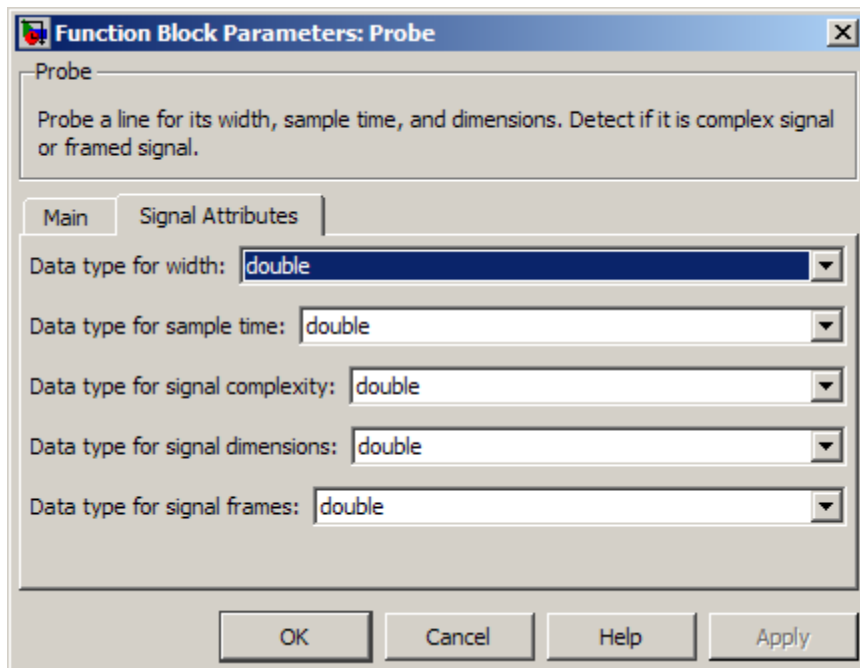 Function Block Parameters: Probe
Probe
Probe a line for its width, sample time, and dimensions. Detect if it is complex signal
or framed signal.
Main Signal Attributes
Data type for width: double
Data type for sample time: double
Data type for signal complexity: double
Data type for signal dimensions: double
Data type for signal frames: double
OK Cancel Help Apply